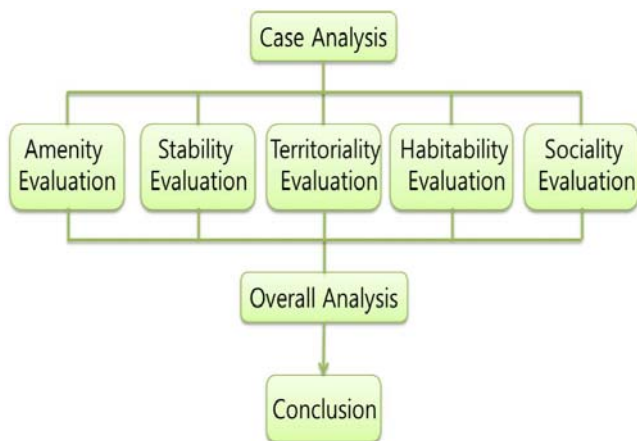 Case Analysis
Amenity
Evaluation
Stability
Evaluation
Territoriality
Evaluation
Habitability
Evaluation
Sociality
Evaluation
Overall Analysis
Conclusion